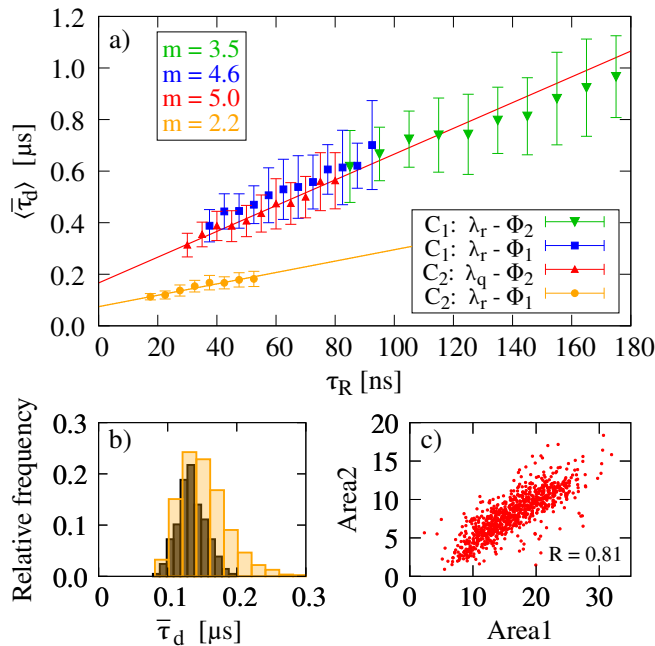 a)
m = 3.5
m = 4.6
m = 5.0
m = 2.2
⟨τ̄d⟩ [μs]
1.2
1.0
0.8
0.6
0.4
0.2
0.0
C1: λr - Φ2
C1: λr - Φ1
C2: λq - Φ2
C2: λr - Φ1
0 20 40 60 80 100 120 140 160 180
τR [ns]
b)
Relative frequency
0.3
0.2
0.1
0.0
0 0.1 0.2 0.3
τ̄d [μs]
c)
Area2
20
15
10
5
0
R = 0.81
0 10 20 30
Area1